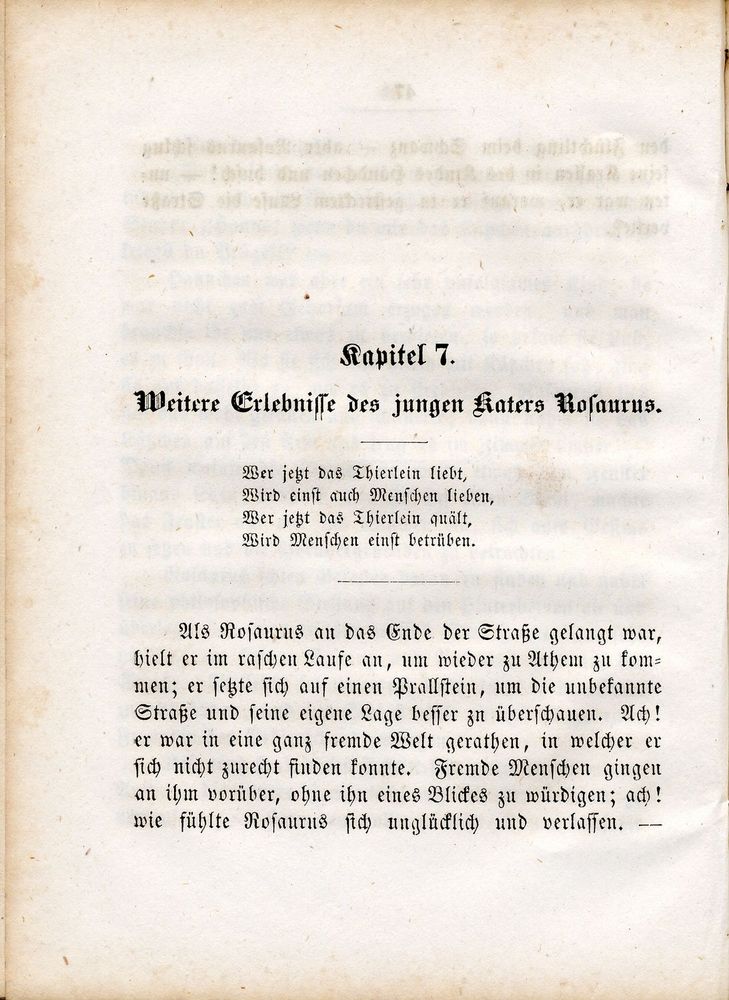 Kapitel 7.
Weitere Erlebnisse des jungen Katers Rosaurus.
Wer jetzt das Thierlein liebt,
Wird einst auch Menschen lieben,
Wer jetzt das Thierlein quält,
Wird Menschen einst betrüben.
Als Rosaurus an das Ende der Straße gelangt war,
hielt er im raschen Laufe an, um wieder zu Athem zu kom-
men; er setzte sich auf einen Prallstein, um die unbekannte
Straße und seine eigene Lage besser zu überschauen. Ach!
er war in eine ganz fremde Welt gerathen, in welcher er
sich nicht zurecht finden konnte. Fremde Menschen gingen
an ihm vorüber, ohne ihn eines Blickes zu würdigen; ach!
wie fühlte Rosaurus sich unglücklich und verlassen. —